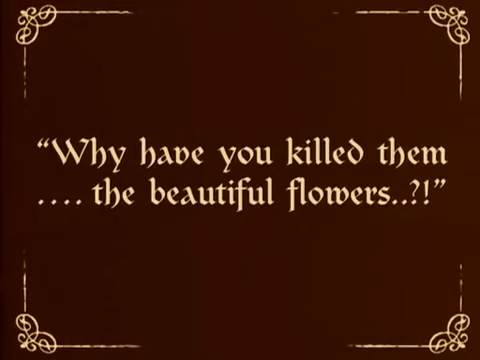 “Why have you killed them
.... the beautiful flowers..?!”